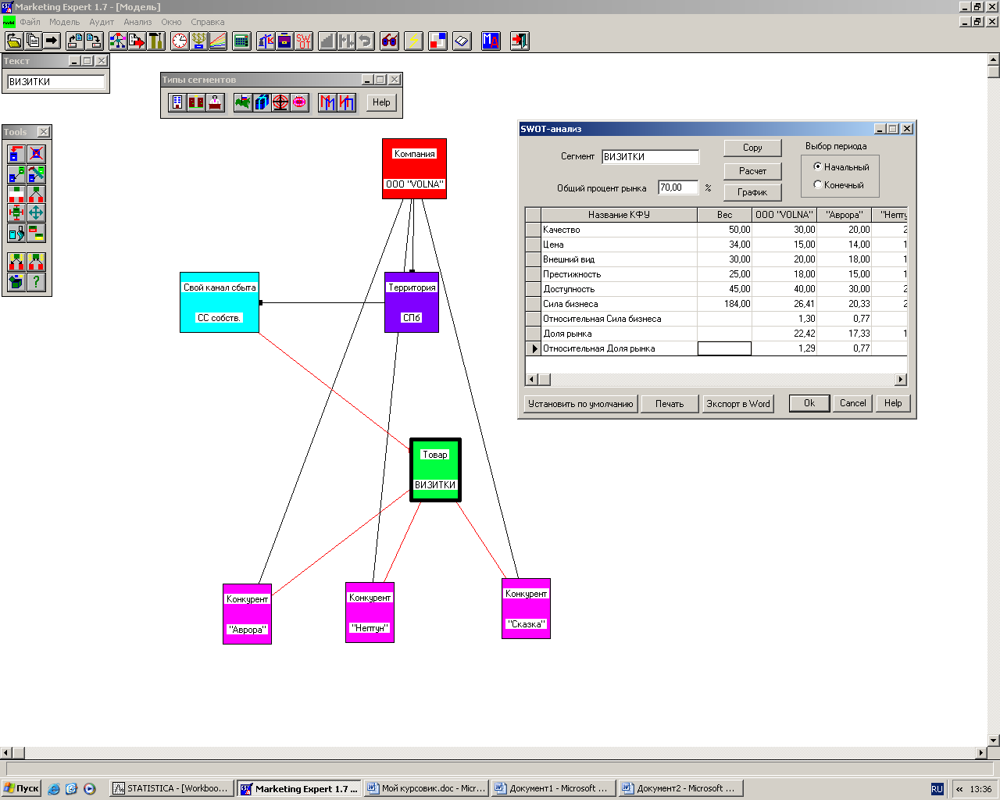 Marketing Expert 1.7 - [Модель]
Файл Модель Аудит Анализ Окно Справка
SW OT
MA
Текст
ВИЗИТКИ
Типы сегментов
Help
Tools
Компания
ООО "VOLNA"
Свой канал сбыта
СС собств.
Территория
СПб
Товар
ВИЗИТКИ
Конкурент
"Аврора"
Конкурент
"Нептун"
Конкурент
"Сказка"
SWOT-анализ
Сегмент ВИЗИТКИ
Общий процент рынка 70,00 %
Copy
Расчет
График
Выбор периода
Начальный
Конечный
Название КФУ Вес ООО "VOLNA" "Аврора" "Непту
Качество 50,00 30,00 20,00 2
Цена 34,00 15,00 14,00 1
Внешний вид 30,00 20,00 18,00 1
Престижность 25,00 18,00 15,00 1
Доступность 45,00 40,00 30,00 2
Сила бизнеса 184,00 26,41 20,33 2
Относительная Сила бизнеса 1,30 0,77
Доля рынка 22,42 17,33 1
Относительная Доля рынка 1,29 0,77
Установить по умолчанию Печать Экспорт в Word Ok Cancel Help
Пуск STATISTICA - [Workboo... Marketing Expert 1.7 ... Мой курсовик.doc - Micr... Документ1 - Microsoft ... Документ2 - Microsoft ... RU « 13:36